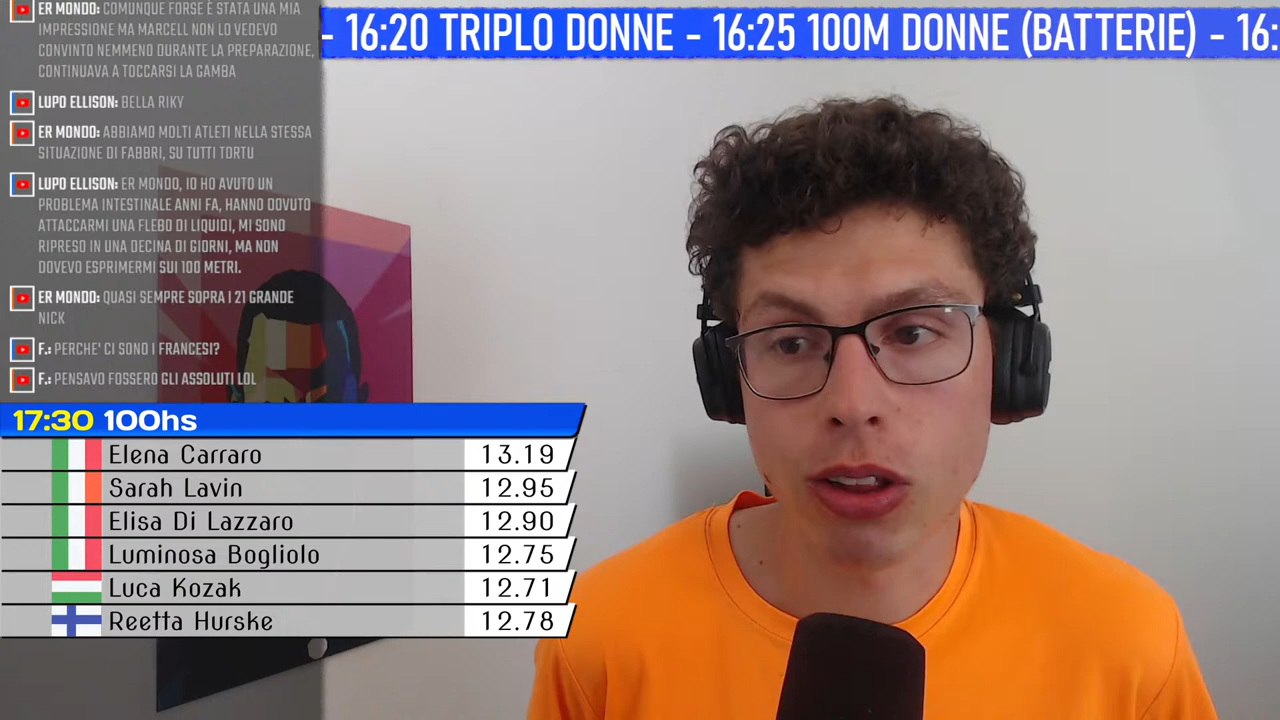 - 16:20 TRIPLO DONNE - 16:25 100M DONNE (BATTERIE) - 16:
ER MONDO: COMUNQUE FORSE È STATA UNA MIA
IMPRESSIONE MA MARCELL NON LO VEDEVO
CONVINTO NEMMENO DURANTE LA PREPARAZIONE,
CONTINUAVA A TOCCARSI LA GAMBA
LUPO ELLISON: BELLA RIKY
ER MONDO: ABBIAMO MOLTI ATLETI NELLA STESSA
SITUAZIONE DI FABBRI, SU TUTTI TORTU
LUPO ELLISON: ER MONDO, IO HO AVUTO UN
PROBLEMA INTESTINALE ANNI FA, HANNO DOVUTO
ATTACCARMI UNA FLEBO DI LIQUIDI, MI SONO
RIPRESO IN UNA DECINA DI GIORNI, MA NON
DOVEVO ESPRIMERMI SUI 100 METRI.
ER MONDO: QUASI SEMPRE SOPRA I 21 GRANDE
NICK
F.: PERCHE' CI SONO I FRANCESI?
F.: PENSAVO FOSSERO GLI ASSOLUTI LOL
17:30 100hs
Elena Carraro 13.19
Sarah Lavin 12.95
Elisa Di Lazzaro 12.90
Luminosa Bogliolo 12.75
Luca Kozak 12.71
Reetta Hurske 12.78